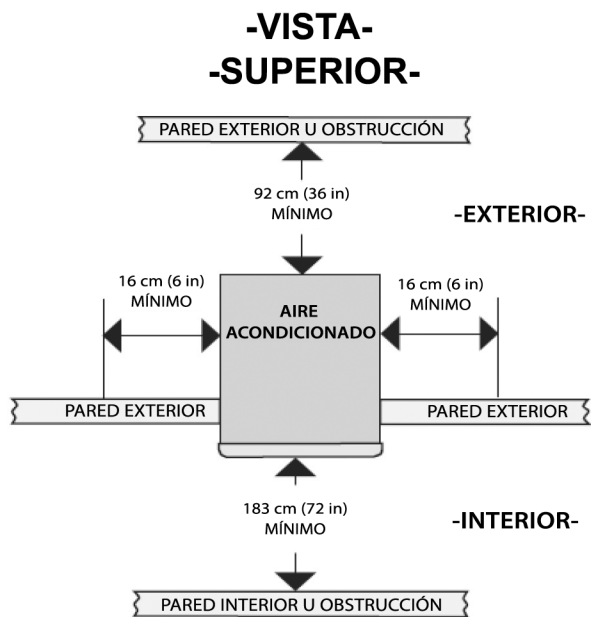 -VISTA-
-SUPERIOR-
PARED EXTERIOR U OBSTRUCCIÓN
92 cm (36 in)
MÍNIMO
-EXTERIOR-
16 cm (6 in)
MÍNIMO
AIRE
ACONDICIONADO
16 cm (6 in)
MÍNIMO
PARED EXTERIOR
PARED EXTERIOR
183 cm (72 in)
MÍNIMO
-INTERIOR-
PARED INTERIOR U OBSTRUCCIÓN